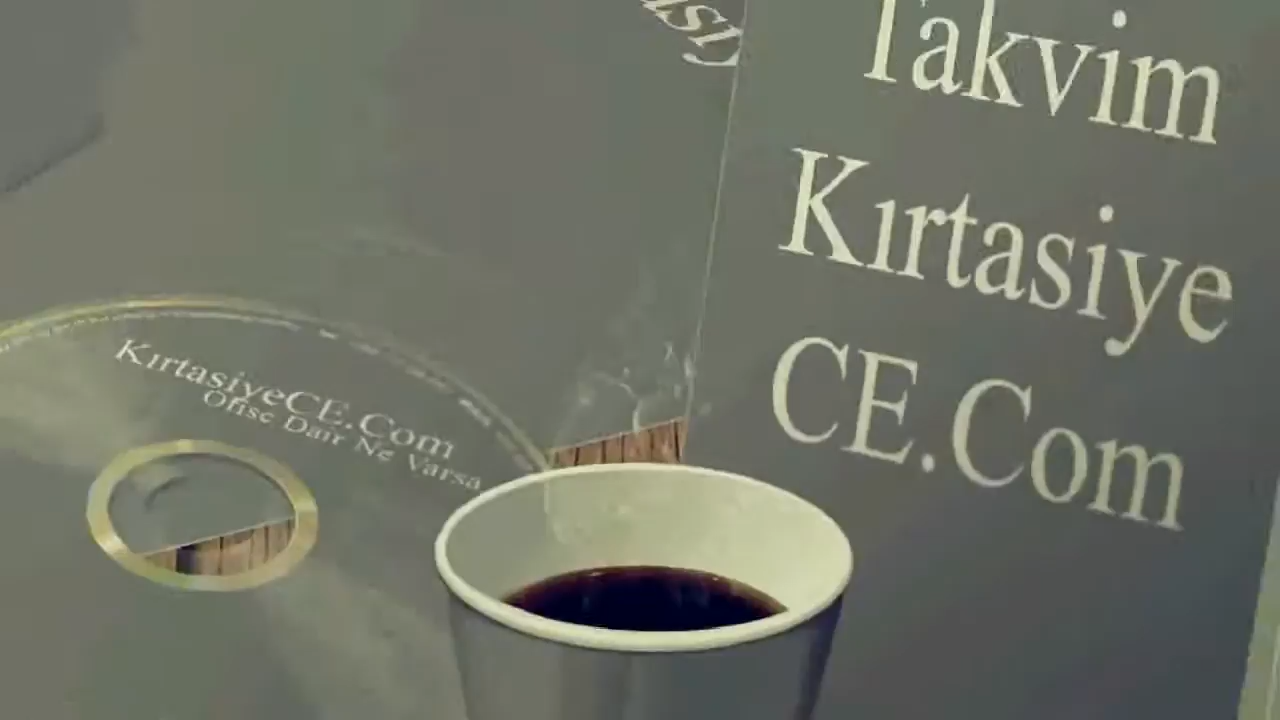 Takvim
Kırtasiye
CE.Com
KırtasiyeCE.Com
Ofise Dair Ne Varsa